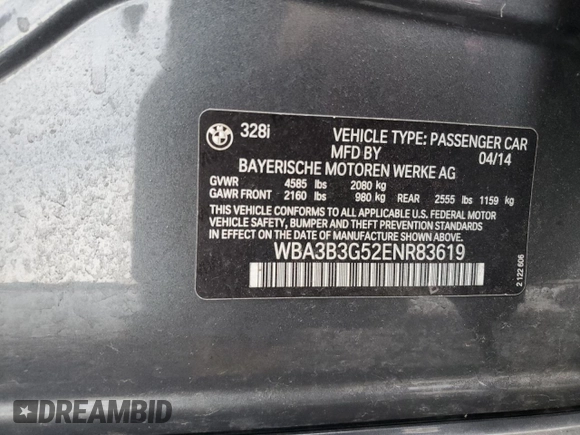 328i VEHICLE TYPE: PASSENGER CAR
MFD BY 04/14
BAYERISCHE MOTOREN WERKE AG
GVWR 4585 lbs 2080 kg
GAWR FRONT 2160 lbs 980 kg REAR 2555 lbs 1159 kg
THIS VEHICLE CONFORMS TO ALL APPLICABLE U.S. FEDERAL MOTOR
VEHICLE SAFETY, BUMPER AND THEFT PREVENTION STANDARDS
IN EFFECT ON THE DATE OF MANUFACTURE SHOWN ABOVE.
WBA3B3G52ENR83619
2 122 606
DREAMBID